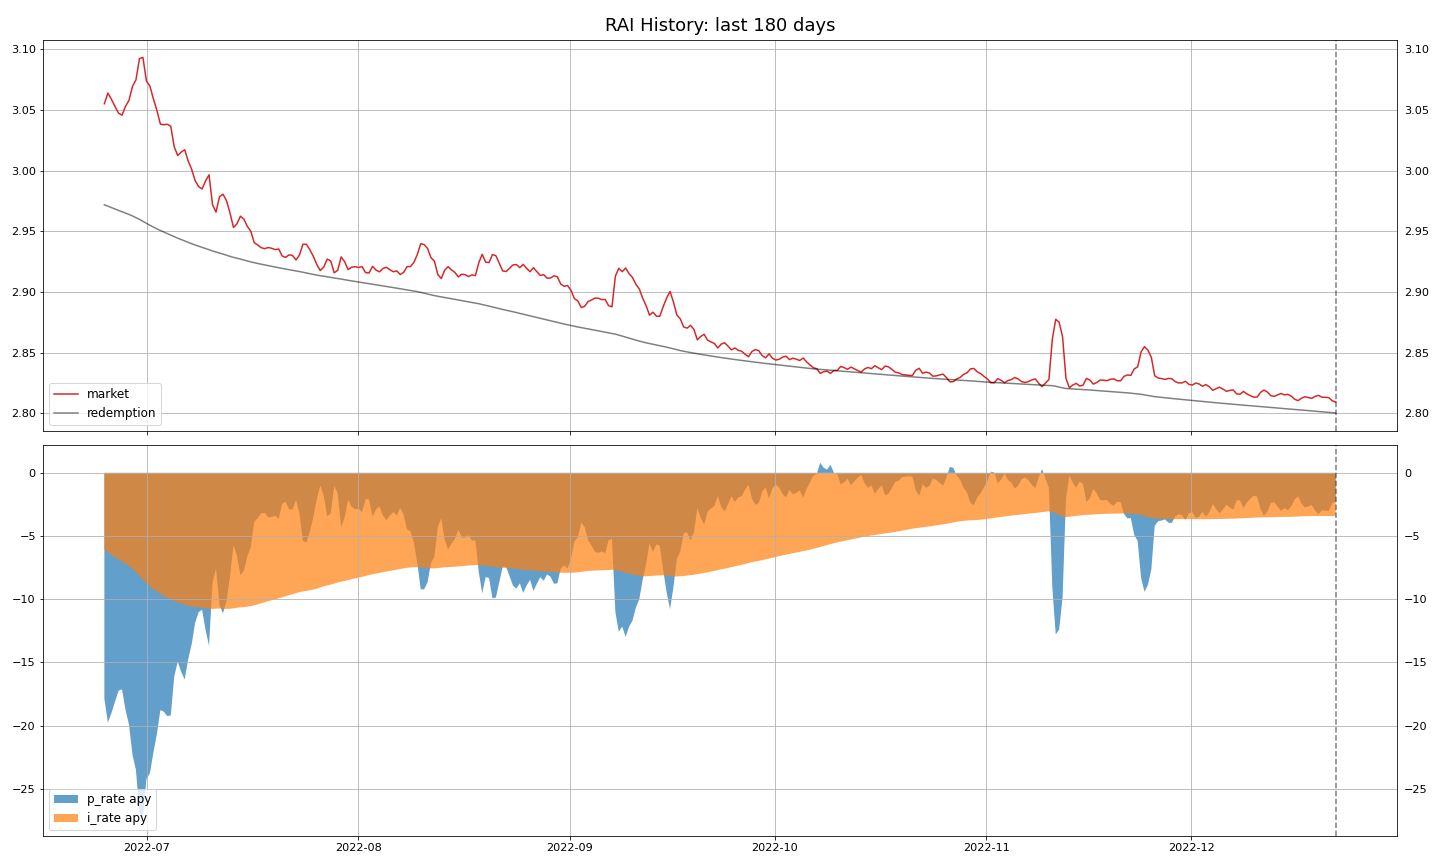 RAI History: last 180 days
3.10 3.10
3.05 3.05
3.00 3.00
2.95 2.95
2.90 2.90
2.85 2.85
2.80 2.80
market
redemption
0 0
−5 −5
−10 −10
−15 −15
−20 −20
−25 −25
p_rate apy
i_rate apy
2022-07 2022-08 2022-09 2022-10 2022-11 2022-12